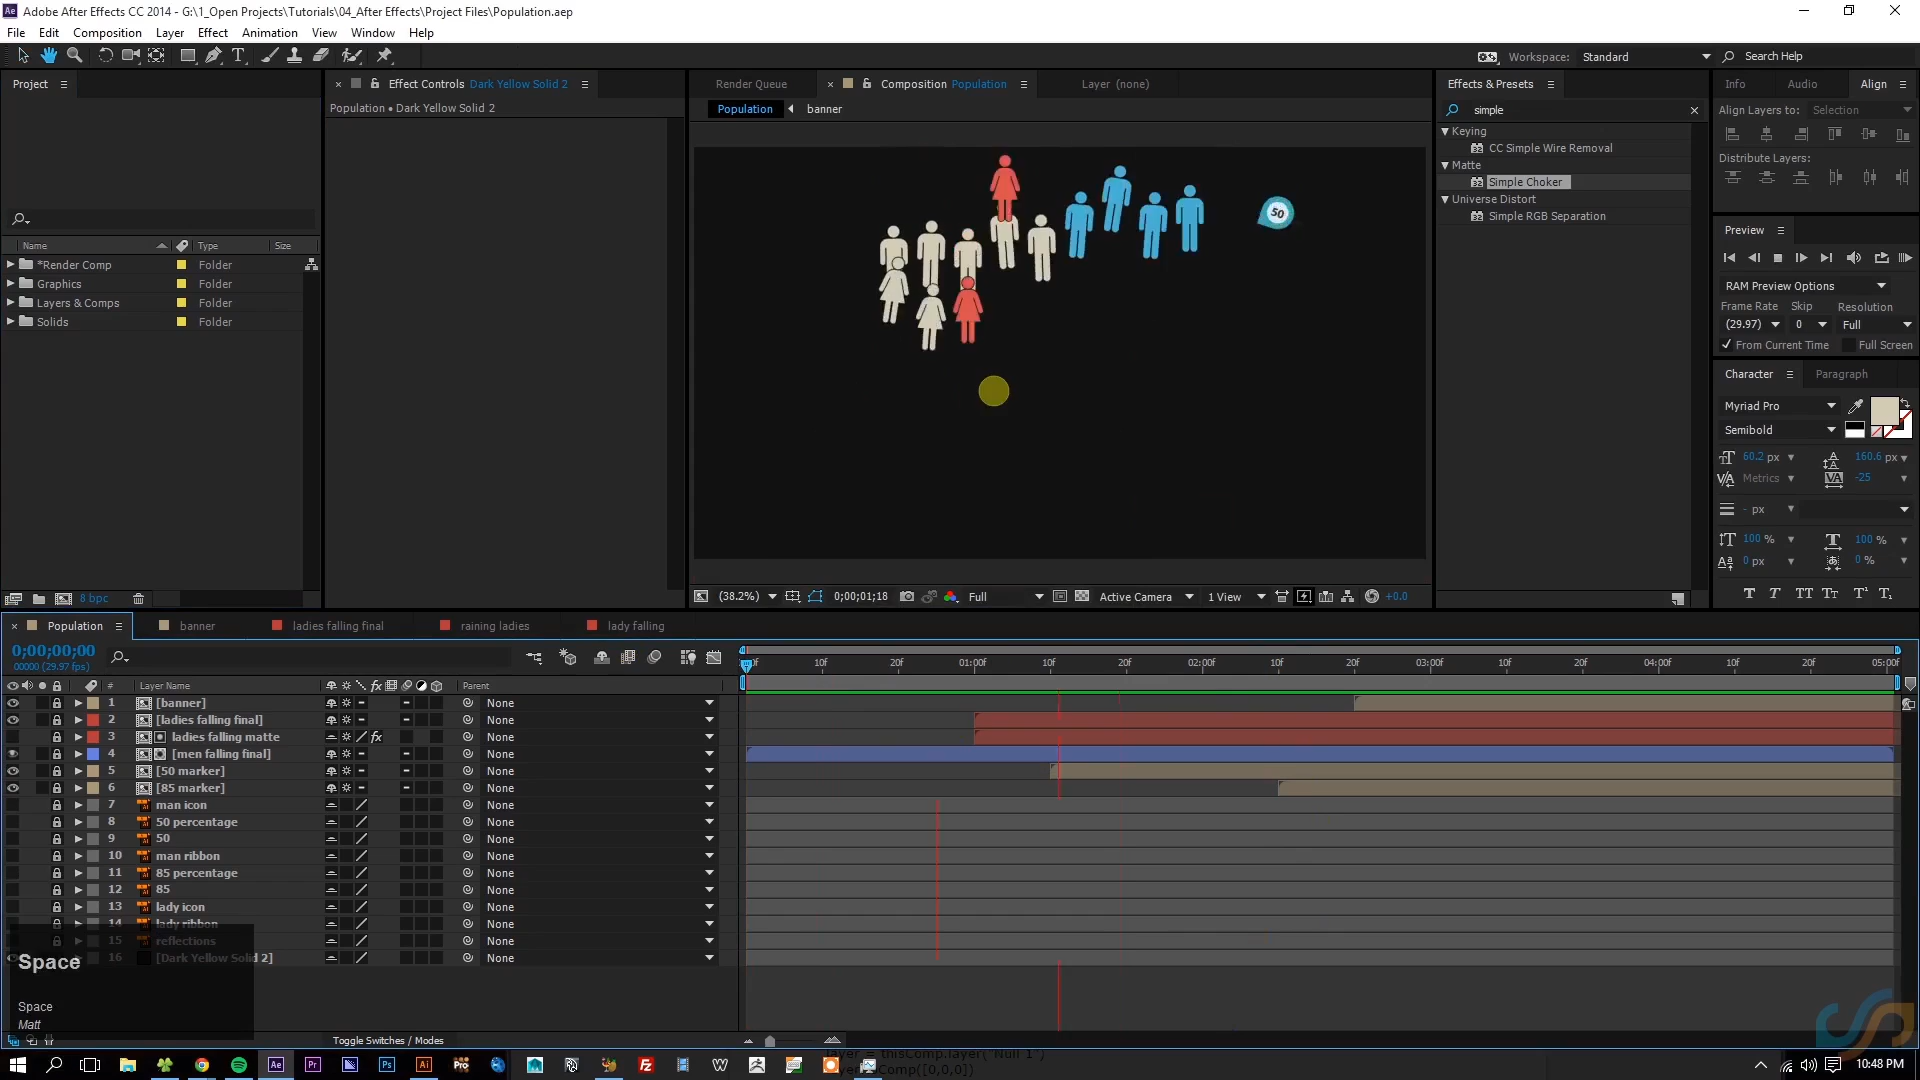 Adobe After Effects CC 2014 - G:\1_Open Projects\Tutorials\04_After Effects\Project Files\Population.aep
File Edit Composition Layer Effect Animation View Window Help
Workspace: Standard Search Help
Project
Effect Controls Dark Yellow Solid 2
Population • Dark Yellow Solid 2
Render Queue Composition Population Layer (none)
Population banner
Effects & Presets
simple
Keying
CC Simple Wire Removal
Matte
Simple Choker
Universe Distort
Simple RGB Separation
Info Audio Align
Align Layers to: Selection
Distribute Layers:
Preview
RAM Preview Options
Frame Rate Skip Resolution
(29.97) 0 Full
From Current Time Full Screen
Character Paragraph
Myriad Pro
Semibold
60.2 px 160.6 px
Metrics -25
- px
100 % 100 %
0 px 0 %
Name Type Size
*Render Comp Folder
Graphics Folder
Layers & Comps Folder
Solids Folder
8 bpc
50
(38.2%) 0;00;01;18 Full Active Camera 1 View +0.0
Population banner ladies falling final raining ladies lady falling
0;00;00;00
00000 (29.97 fps)
10f 20f 01:00f 10f 20f 02:00f 10f 20f 03:00f 10f 20f 04:00f 10f 20f 05:00f
# Layer Name Parent
1 [banner] None
2 [ladies falling final] None
3 ladies falling matte None
4 [men falling final] None
5 [50 marker] None
6 [85 marker] None
7 man icon None
8 50 percentage None
9 50 None
10 man ribbon None
11 85 percentage None
12 85 None
13 lady icon None
14 lady ribbon None
15 reflections None
16 [Dark Yellow Solid 2] None
Space
Space
Matt
Toggle Switches / Modes
layer = thisComp.layer("Null 1")
10:48 PM